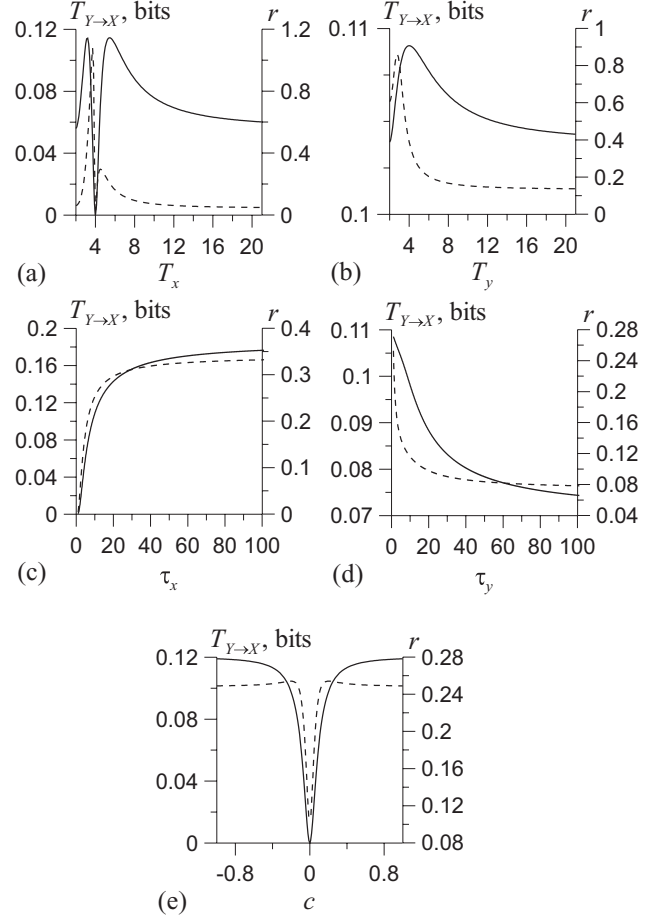 T_{Y→X}, bits r T_{Y→X}, bits r
0.12 1.2 0.11 1
0.08 0.8 0.8
0.6
0.04 0.4 0.4
0.2
0 0 0.1 0
4 8 12 16 20 4 8 12 16 20
(a) T_x (b) T_y
T_{Y→X}, bits r T_{Y→X}, bits r
0.2 0.4 0.11 0.28
0.16 0.3 0.1 0.24
0.12 0.2 0.2
0.08 0.09 0.16
0.04 0.1 0.08 0.12
0.08
0 0 0.07 0.04
0 20 40 60 80 100 0 20 40 60 80 100
(c) τ_x (d) τ_y
T_{Y→X}, bits r
0.12 0.28
0.24
0.08 0.2
0.16
0.04 0.12
0 0.08
-0.8 0 0.8
(e) c